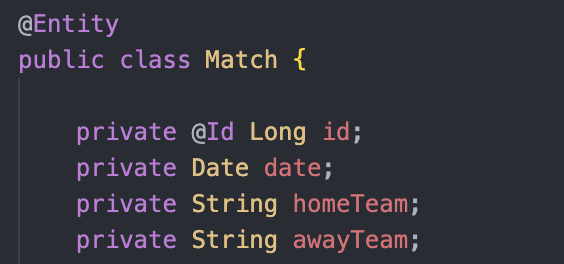 @Entity
public class Match {
private @Id Long id;
private Date date;
private String homeTeam;
private String awayTeam;